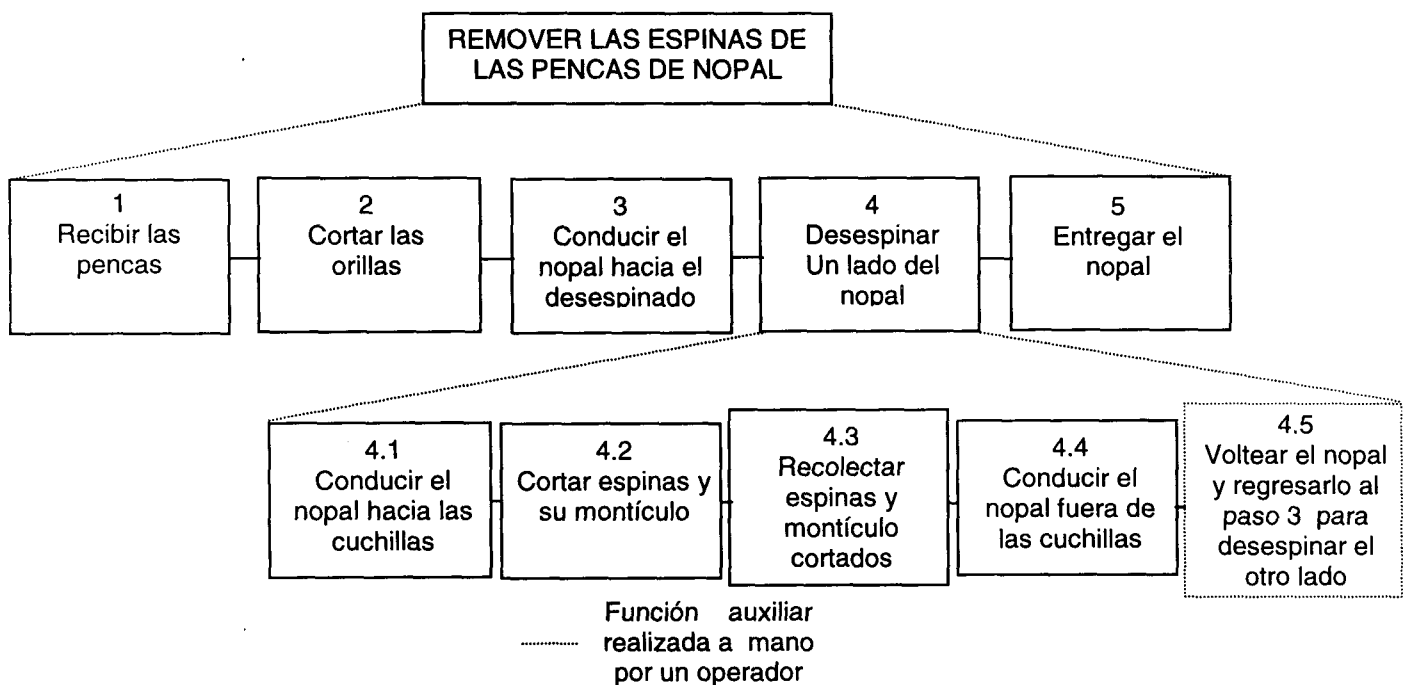 REMOVER LAS ESPINAS DE
LAS PENCAS DE NOPAL
1
Recibir las
pencas
2
Cortar las
orillas
3
Conducir el
nopal hacia el
desespinado
4
Desespinar
Un lado del
nopal
5
Entregar el
nopal
4.1
Conducir el
nopal hacia las
cuchillas
4.2
Cortar espinas y
su montículo
4.3
Recolectar
espinas y
montículo
cortados
4.4
Conducir el
nopal fuera de
las cuchillas
4.5
Voltear el nopal
y regresarlo al
paso 3 para
desespinar el
otro lado
Función auxiliar
realizada a mano
por un operador